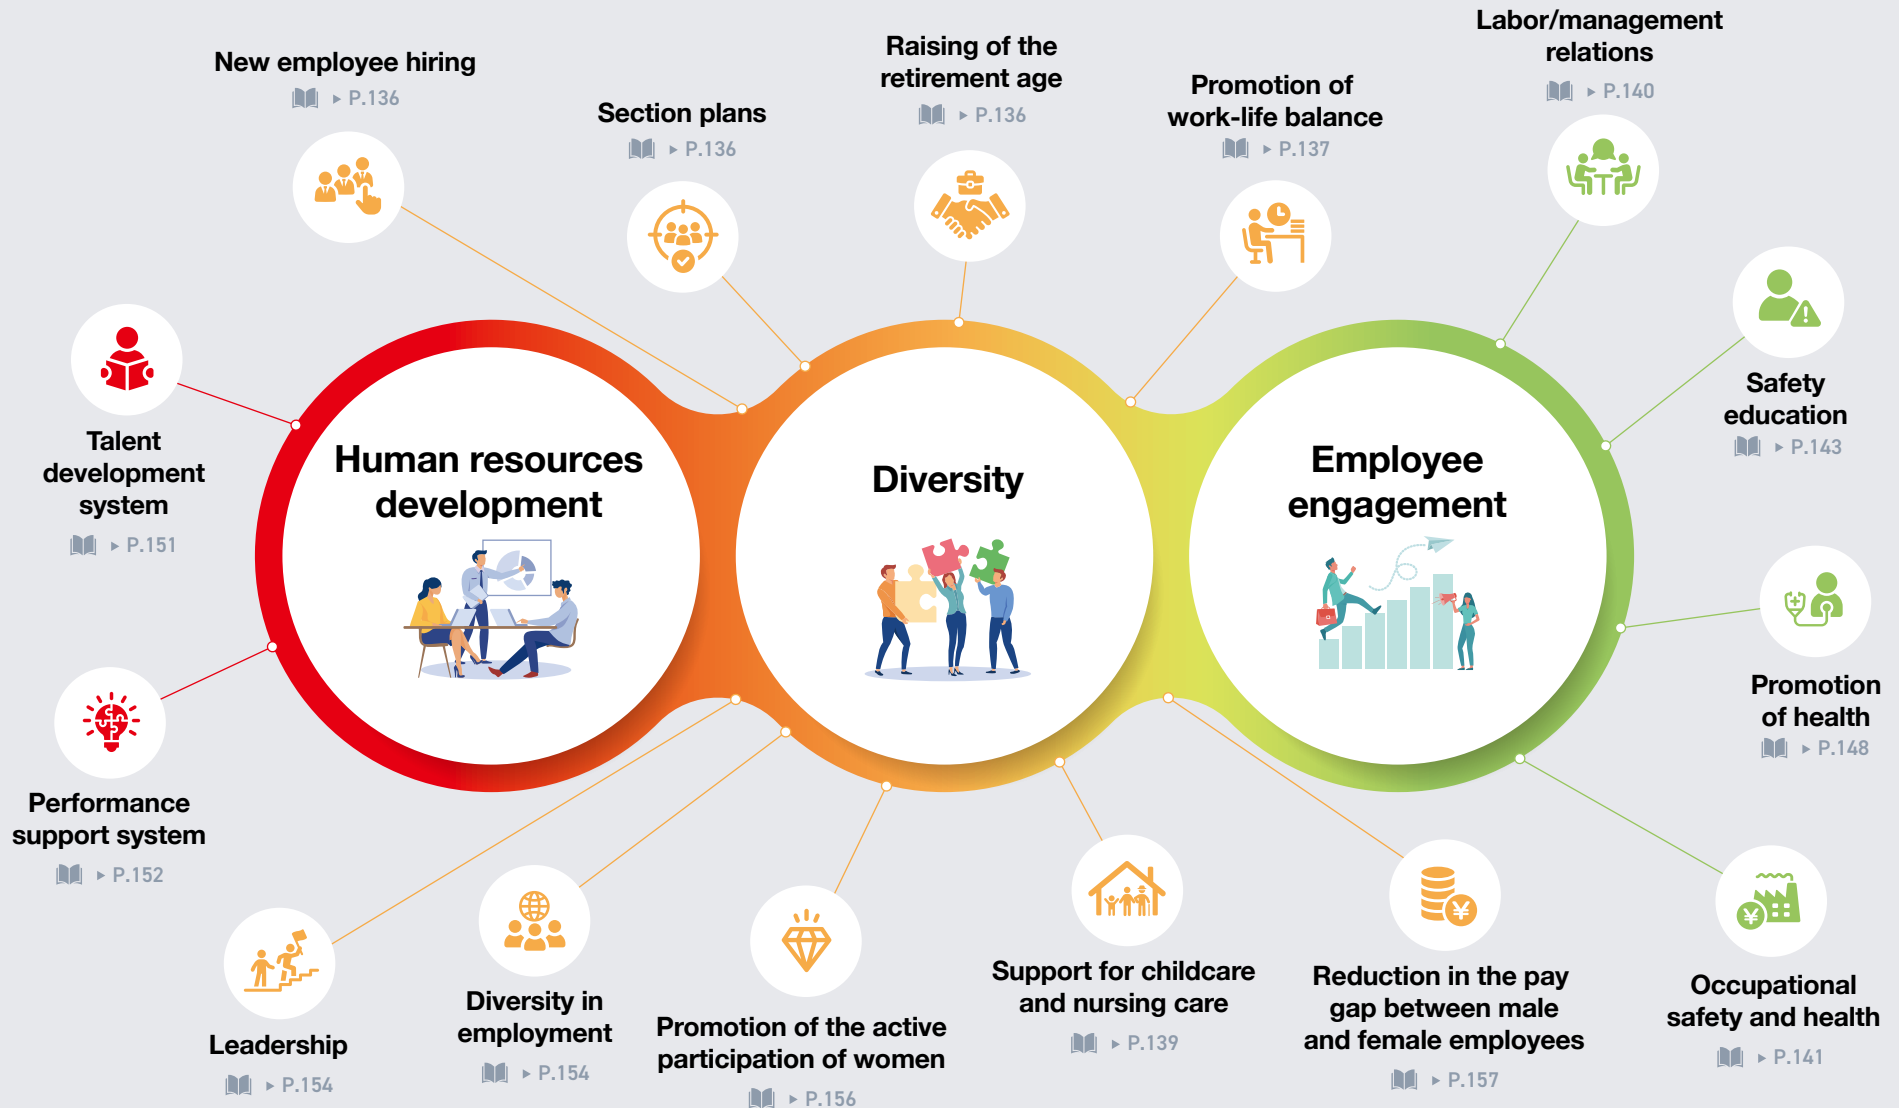 New employee hiring
▸ P.136
Section plans
▸ P.136
Raising of the
retirement age
▸ P.136
Promotion of
work-life balance
▸ P.137
Labor/management
relations
▸ P.140
Safety
education
▸ P.143
Talent
development
system
▸ P.151
Human resources
development
Diversity
Employee
engagement
Promotion
of health
▸ P.148
Performance
support system
▸ P.152
Leadership
▸ P.154
Diversity in
employment
▸ P.154
Promotion of the active
participation of women
▸ P.156
Support for childcare
and nursing care
▸ P.139
Reduction in the pay
gap between male
and female employees
▸ P.157
Occupational
safety and health
▸ P.141
¥
¥